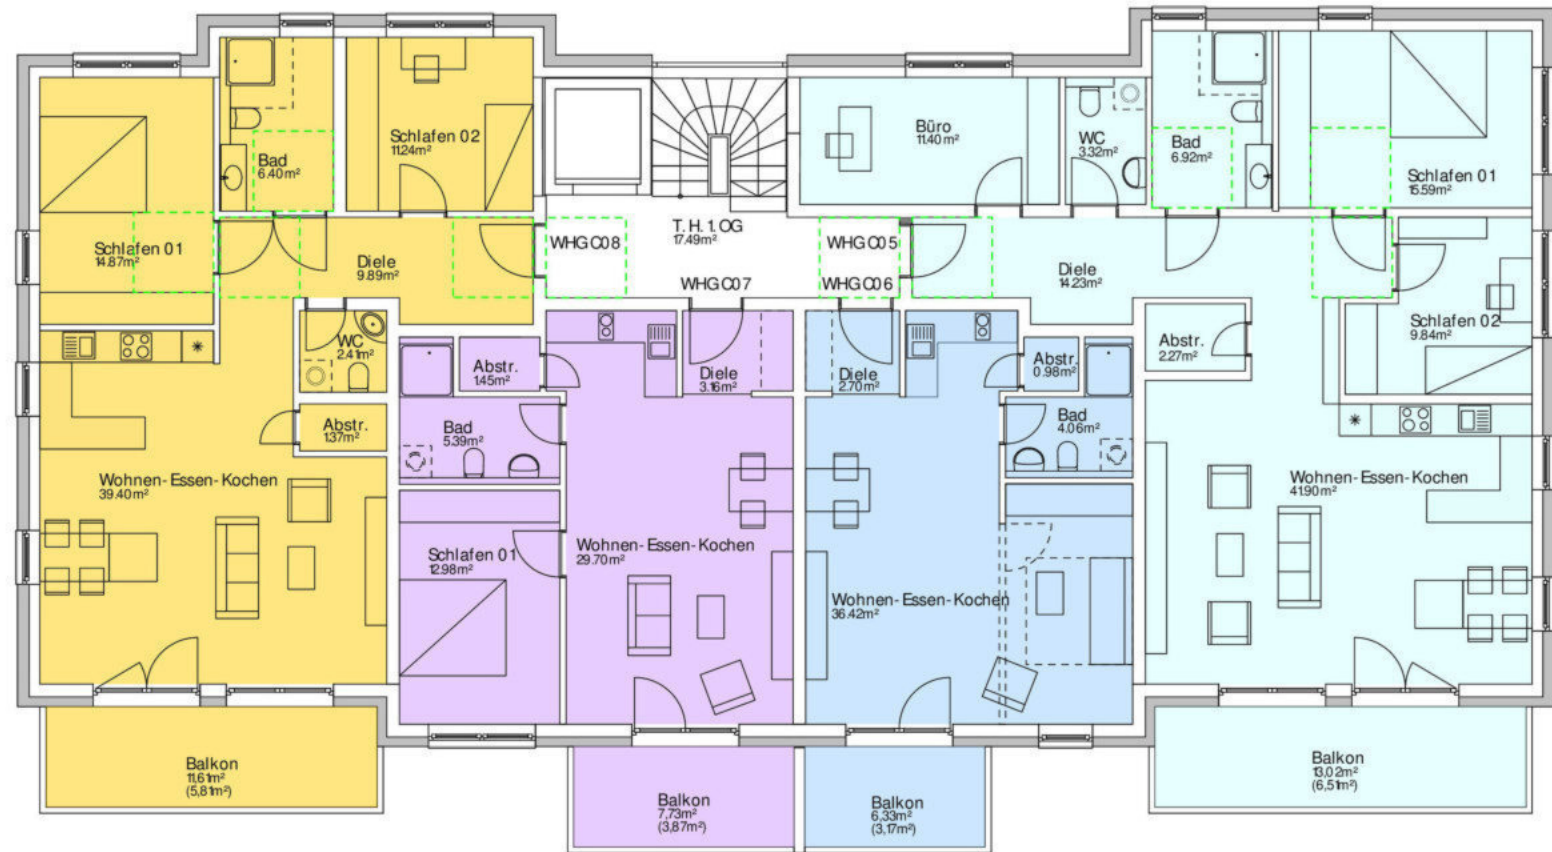 Schlafen 01
14.87m²
Bad
6.40m²
Schlafen 02
11.24m²
Diele
9.89m²
WC
2.41m²
Abstr.
1.37m²
Wohnen-Essen-Kochen
39.40m²
Balkon
11,61m²
(5,81m²)
T. H. 1. OG
17.49m²
WHG C08
WHG C07
WHG C05
WHG C06
Abstr.
1.45m²
Diele
3.16m²
Bad
5.39m²
Schlafen 01
12.98m²
Wohnen-Essen-Kochen
29.70m²
Balkon
7,73m²
(3,87m²)
Diele
2.70m²
Abstr.
0.98m²
Bad
4.06m²
Wohnen-Essen-Kochen
36.42m²
Balkon
6,33m²
(3,17m²)
Büro
11.40m²
WC
3.32m²
Bad
6.92m²
Schlafen 01
15.59m²
Diele
14.23m²
Abstr.
2.27m²
Schlafen 02
9.84m²
Wohnen-Essen-Kochen
41.90m²
Balkon
13,02m²
(6,51m²)